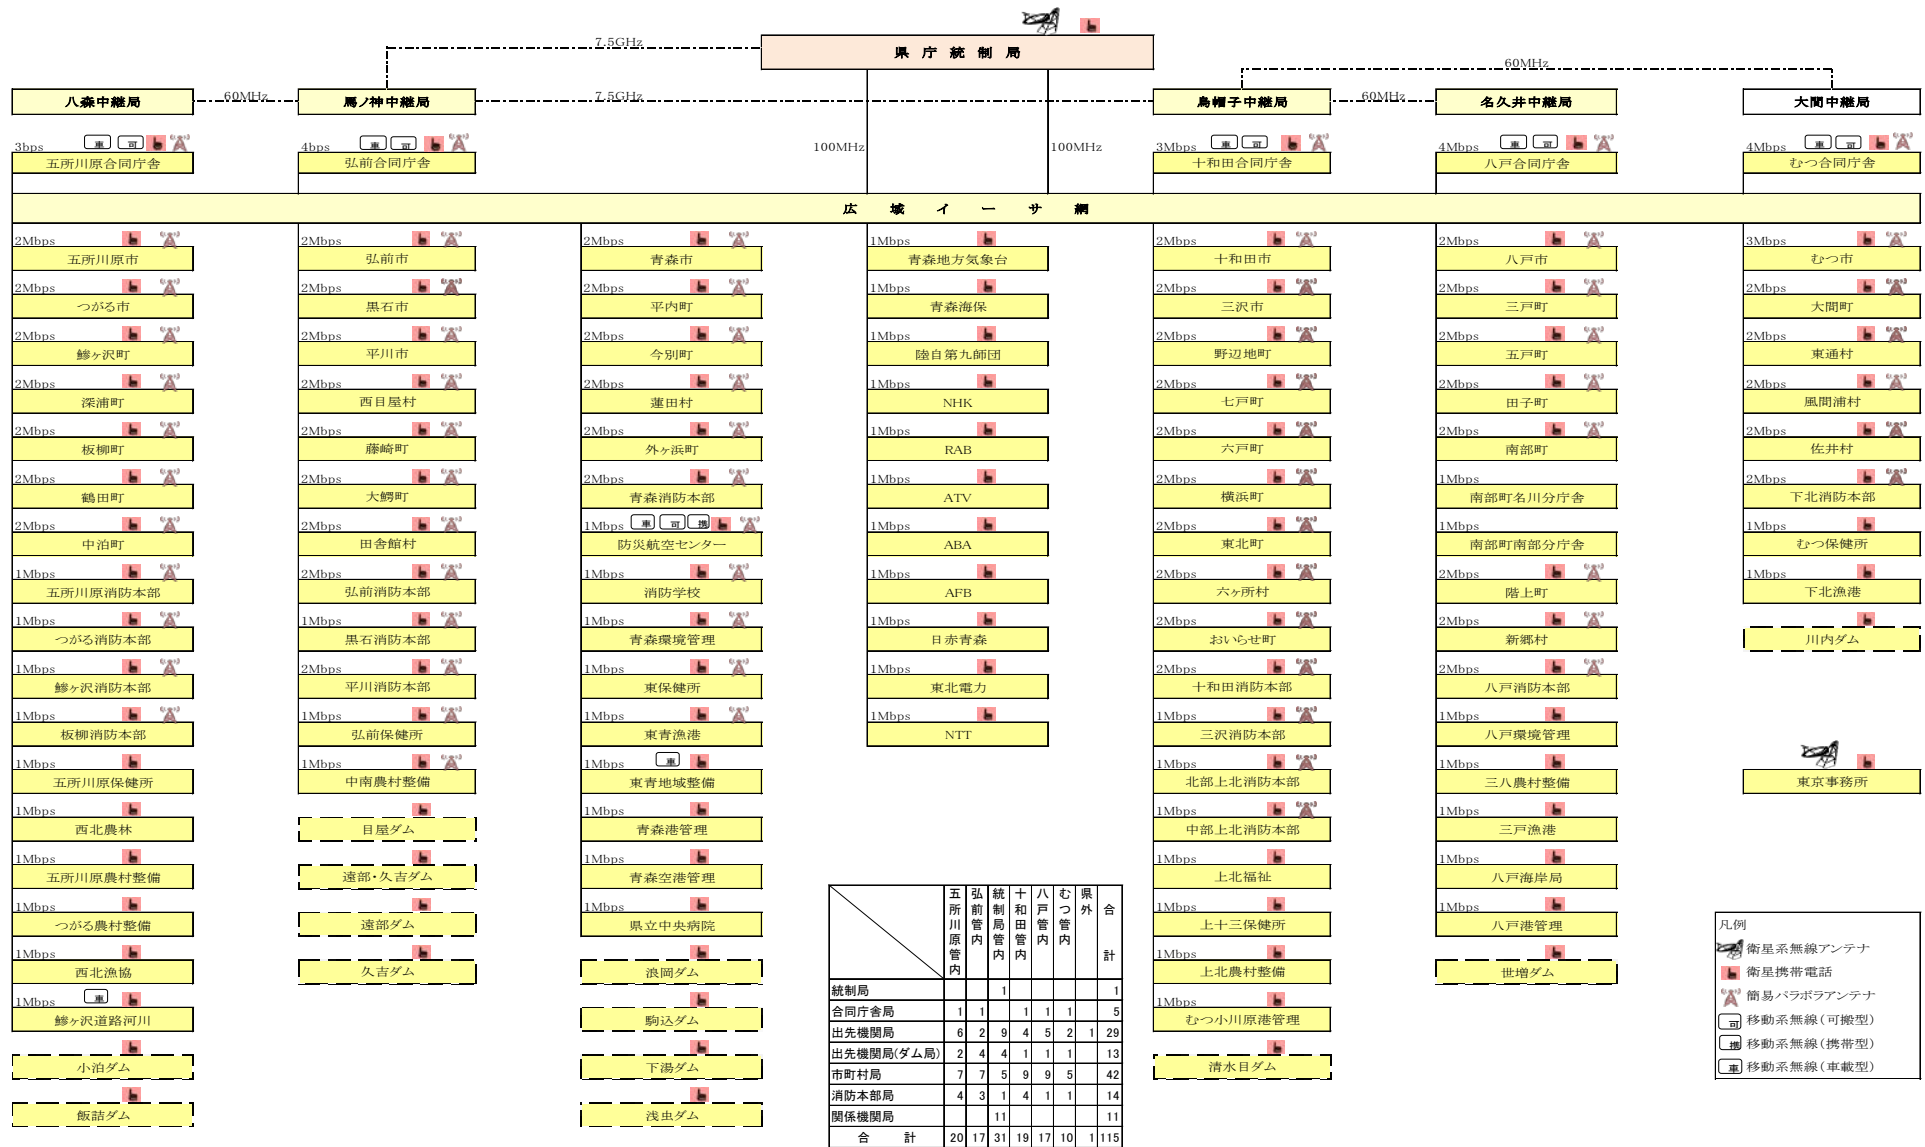 県庁統制局
7.5GHz
60MHz
八森中継局
60MHz
馬ノ神中継局
7.5GHz
烏帽子中継局
60MHz
名久井中継局
大間中継局
3bps 車 可
五所川原合同庁舎
4bps 車 可
弘前合同庁舎
100MHz
100MHz
3Mbps 車 可
十和田合同庁舎
4Mbps 車 可
八戸合同庁舎
4Mbps 車 可
むつ合同庁舎
広域イーサ網
2Mbps
五所川原市
2Mbps
つがる市
2Mbps
鰺ヶ沢町
2Mbps
深浦町
2Mbps
板柳町
2Mbps
鶴田町
2Mbps
中泊町
1Mbps
五所川原消防本部
1Mbps
つがる消防本部
1Mbps
鰺ヶ沢消防本部
1Mbps
板柳消防本部
1Mbps
五所川原保健所
1Mbps
西北農林
1Mbps
五所川原農村整備
1Mbps
つがる農村整備
1Mbps
西北漁協
1Mbps 車
鰺ヶ沢道路河川
小泊ダム
飯詰ダム
2Mbps
弘前市
2Mbps
黒石市
2Mbps
平川市
2Mbps
西目屋村
2Mbps
藤崎町
2Mbps
大鰐町
2Mbps
田舎館村
2Mbps
弘前消防本部
1Mbps
黒石消防本部
2Mbps
平川消防本部
1Mbps
弘前保健所
1Mbps
中南農村整備
目屋ダム
遠部・久吉ダム
遠部ダム
久吉ダム
2Mbps
青森市
2Mbps
平内町
2Mbps
今別町
2Mbps
蓬田村
2Mbps
外ヶ浜町
2Mbps
青森消防本部
1Mbps 車 可 携
防災航空センター
1Mbps
消防学校
1Mbps
青森環境管理
1Mbps
東保健所
1Mbps
東青漁港
1Mbps 車
東青地域整備
1Mbps
青森港管理
1Mbps
青森空港管理
1Mbps
県立中央病院
浪岡ダム
駒込ダム
下湯ダム
浅虫ダム
1Mbps
青森地方気象台
1Mbps
青森海保
1Mbps
陸自第九師団
1Mbps
NHK
1Mbps
RAB
1Mbps
ATV
1Mbps
ABA
1Mbps
AFB
1Mbps
日赤青森
1Mbps
東北電力
1Mbps
NTT
2Mbps
十和田市
2Mbps
三沢市
2Mbps
野辺地町
2Mbps
七戸町
2Mbps
六戸町
2Mbps
横浜町
2Mbps
東北町
2Mbps
六ヶ所村
2Mbps
おいらせ町
2Mbps
十和田消防本部
1Mbps
三沢消防本部
1Mbps
北部上北消防本部
1Mbps
中部上北消防本部
1Mbps
上北福祉
1Mbps
上十三保健所
1Mbps
上北農村整備
1Mbps
むつ小川原港管理
清水目ダム
2Mbps
八戸市
2Mbps
三戸町
2Mbps
五戸町
2Mbps
田子町
2Mbps
南部町
1Mbps
南部町名川分庁舎
1Mbps
南部町南部分庁舎
2Mbps
階上町
2Mbps
新郷村
2Mbps
八戸消防本部
1Mbps
八戸環境管理
1Mbps
三八農村整備
1Mbps
三戸漁港
1Mbps
八戸海岸局
1Mbps
八戸港管理
世増ダム
3Mbps
むつ市
2Mbps
大間町
2Mbps
東通村
2Mbps
風間浦村
2Mbps
佐井村
2Mbps
下北消防本部
1Mbps
むつ保健所
1Mbps
下北漁港
川内ダム
東京事務所
五所川原管内 弘前管内 統制局管内 十和田管内 八戸管内 むつ管内 県外 合計
統制局 1 1
合同庁舎局 1 1 1 1 1 5
出先機関局 6 2 9 4 5 2 1 29
出先機関局(ダム局) 2 4 4 1 1 1 13
市町村局 7 7 5 9 9 5 42
消防本部局 4 3 1 4 1 1 14
関係機関局 11 11
合計 20 17 31 19 17 10 1 115
凡例
衛星系無線アンテナ
衛星携帯電話
簡易パラボラアンテナ
可 移動系無線(可搬型)
携 移動系無線(携帯型)
車 移動系無線(車載型)